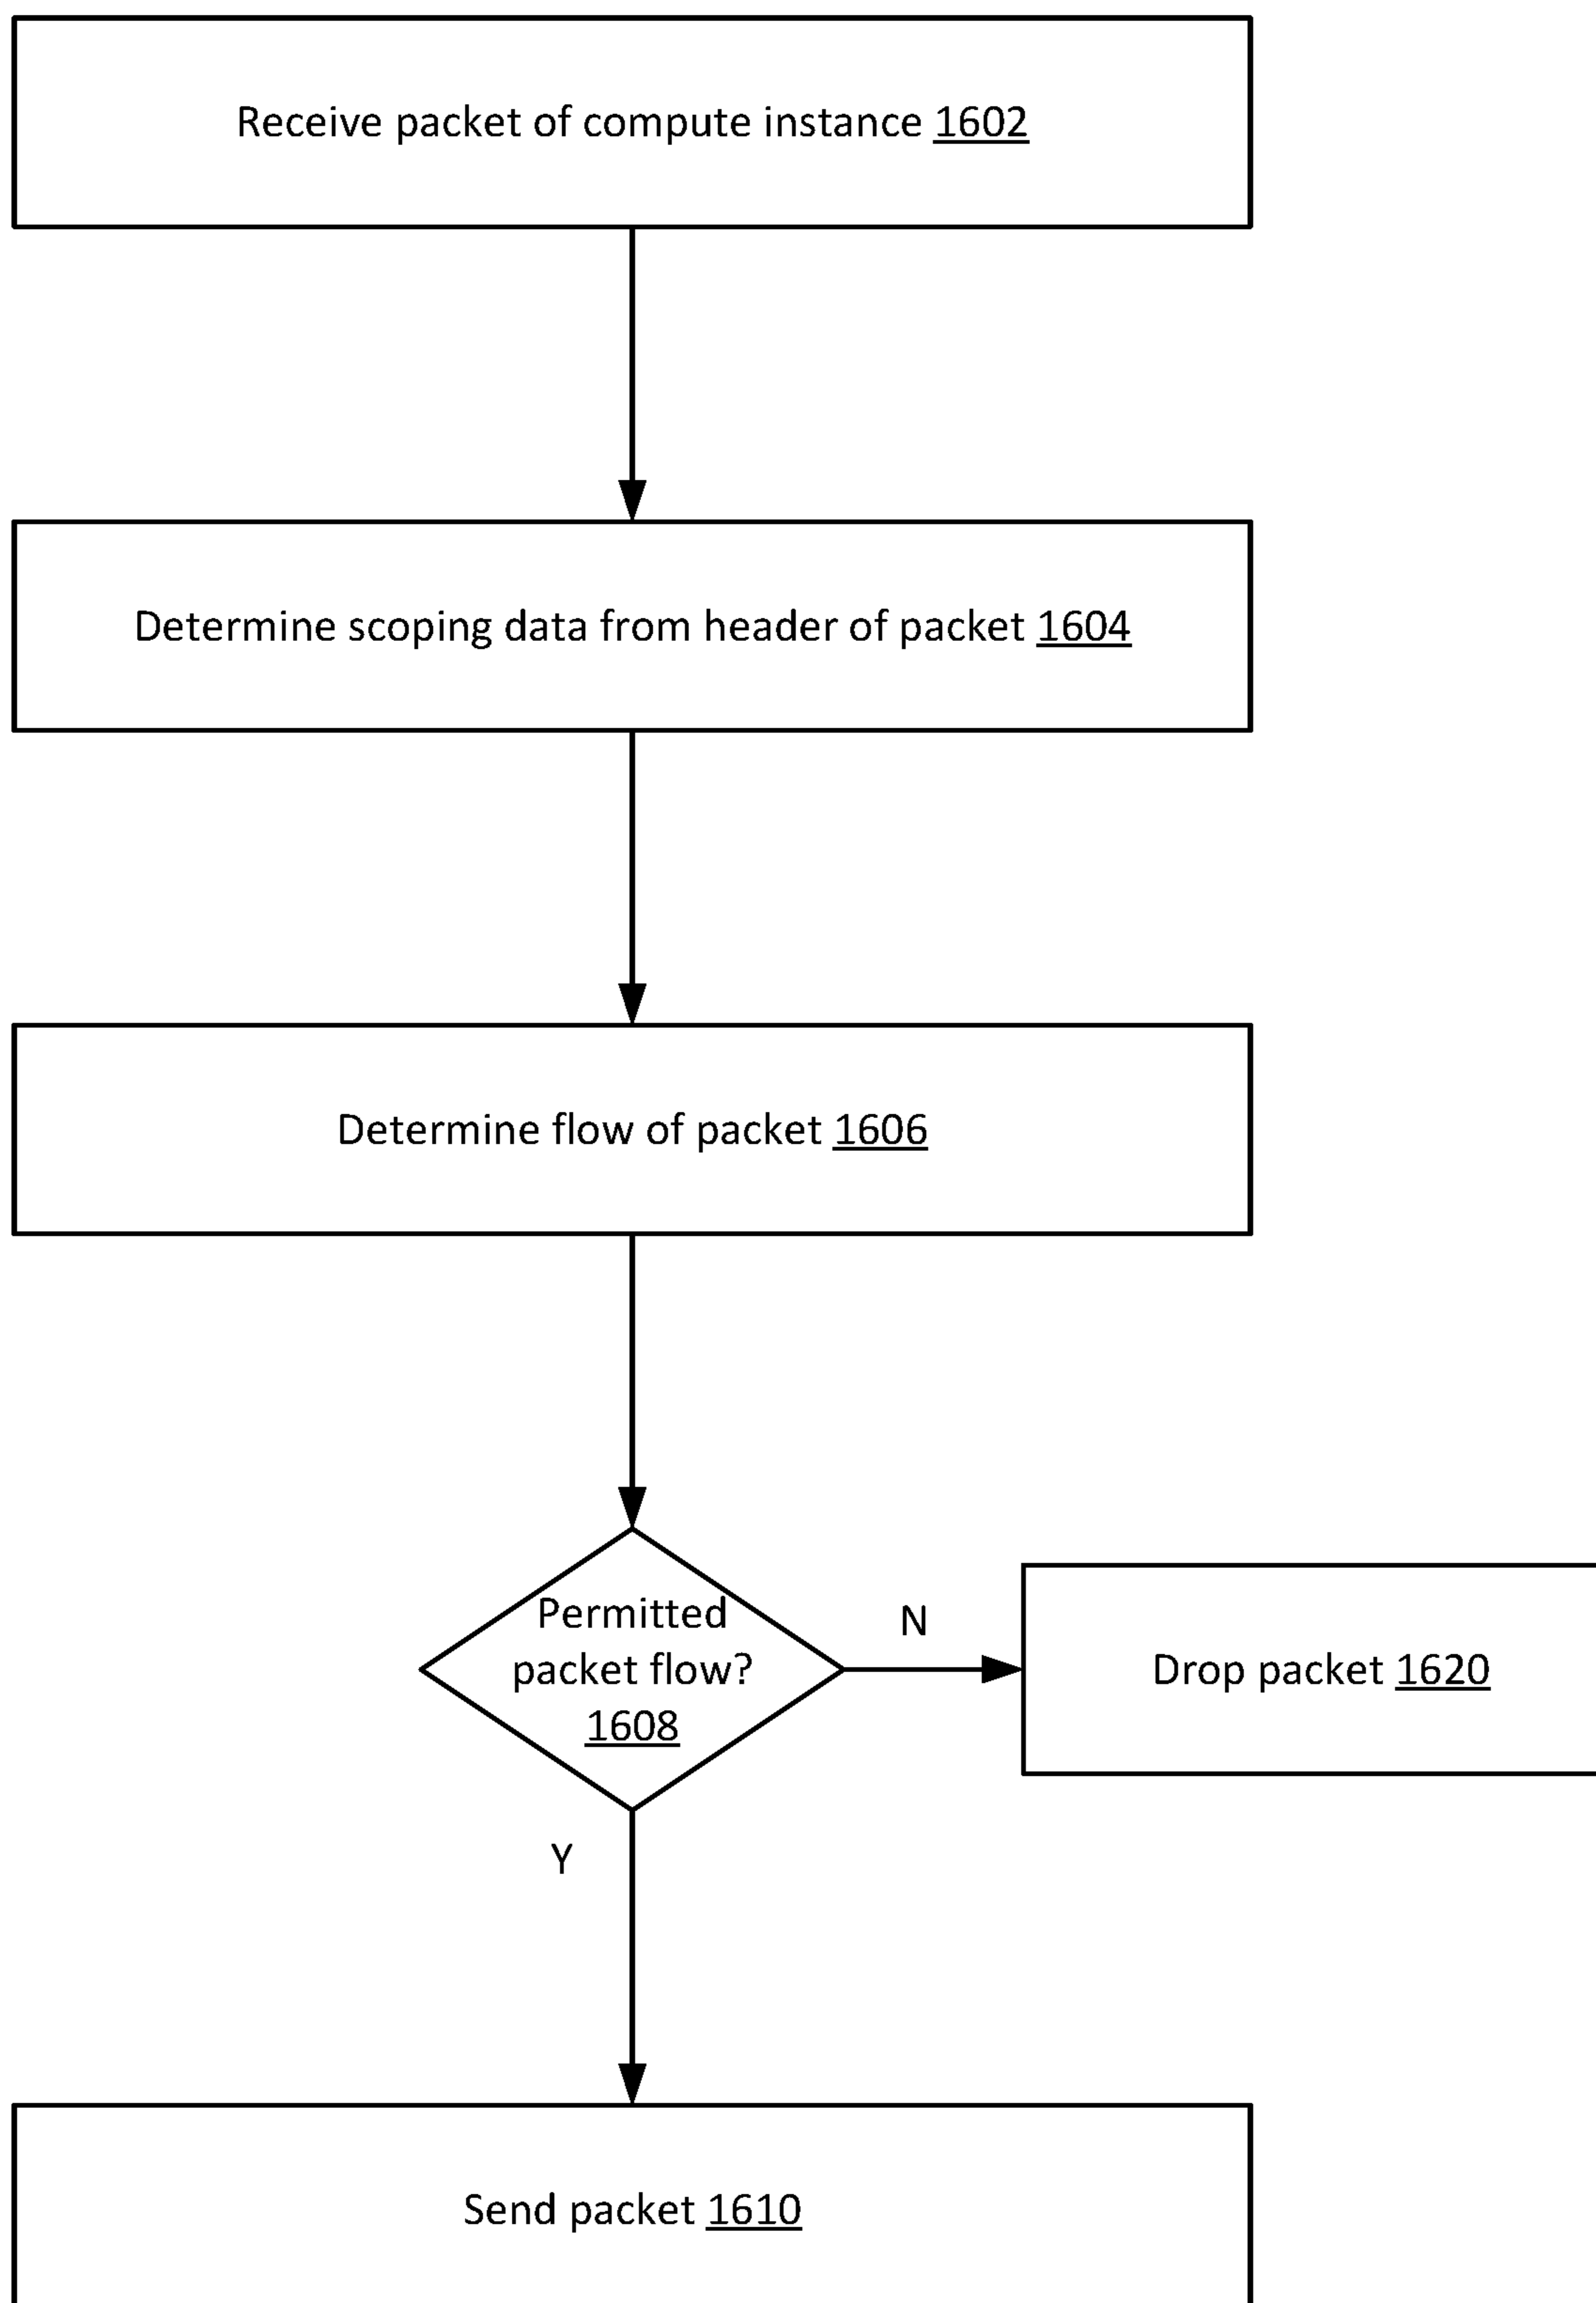 Receive packet of compute instance 1602
Determine scoping data from header of packet 1604
Determine flow of packet 1606
Permitted
packet flow?
1608
N
Drop packet 1620
Y
Send packet 1610